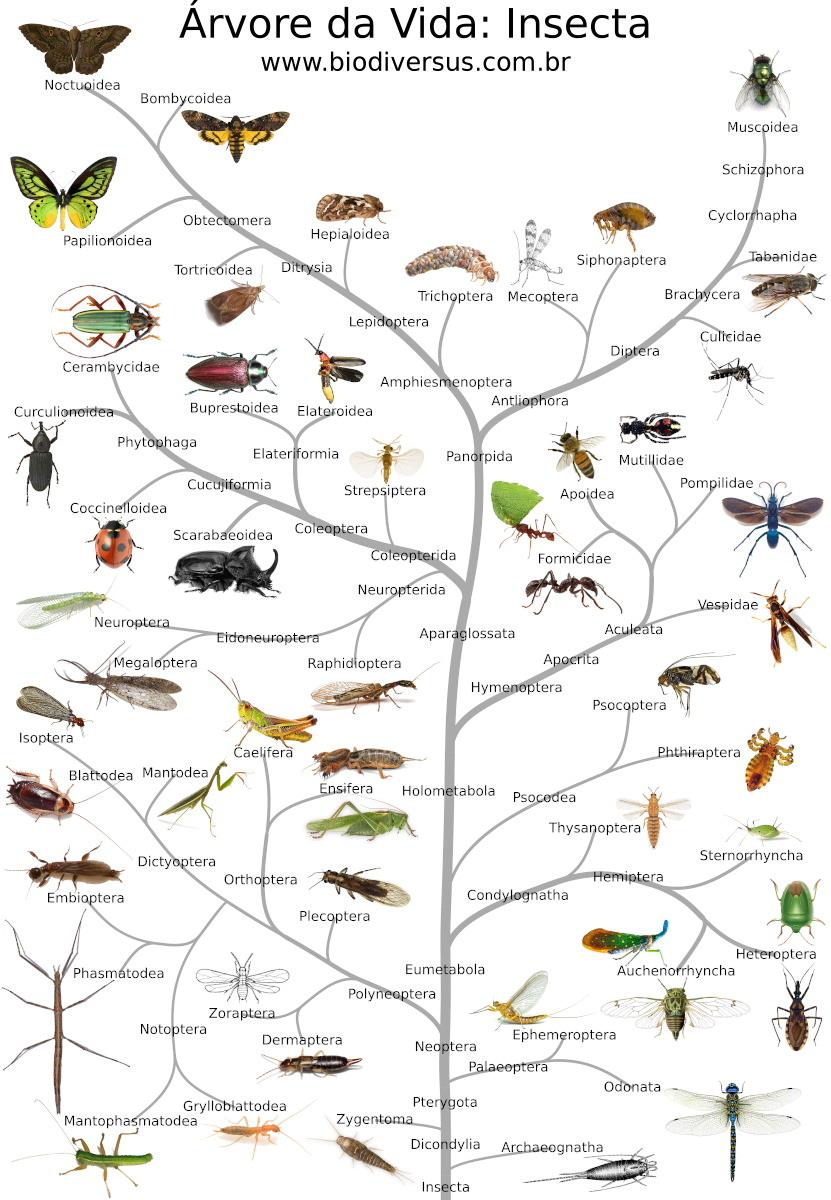 Árvore da Vida: Insecta
www.biodiversus.com.br
Noctuoidea
Bombycoidea
Muscoidea
Schizophora
Cyclorrhapha
Obtectomera
Hepialoidea
Papilionoidea
Tabanidae
Siphonaptera
Ditrysia
Tortricoidea
Trichoptera
Mecoptera
Brachycera
Lepidoptera
Culicidae
Diptera
Cerambycidae
Amphiesmenoptera
Antliophora
Buprestoidea
Elateroidea
Curculionoidea
Phytophaga
Elateriformia
Panorpida
Mutillidae
Cucujiformia
Strepsiptera
Apoidea
Pompilidae
Coccinelloidea
Coleoptera
Scarabaeoidea
Coleopterida
Formicidae
Neuropterida
Vespidae
Neuroptera
Eidoneuroptera
Aparaglossata
Aculeata
Megaloptera
Raphidioptera
Apocrita
Hymenoptera
Psocoptera
Isoptera
Caelifera
Phthiraptera
Blattodea
Mantodea
Ensifera
Holometabola
Psocodea
Thysanoptera
Sternorrhyncha
Dictyoptera
Orthoptera
Hemiptera
Embioptera
Condylognatha
Plecoptera
Heteroptera
Phasmatodea
Eumetabola
Auchenorrhyncha
Polyneoptera
Zoraptera
Notoptera
Dermaptera
Ephemeroptera
Neoptera
Palaeoptera
Odonata
Grylloblattodea
Pterygota
Mantophasmatodea
Zygentoma
Dicondylia
Archaeognatha
Insecta